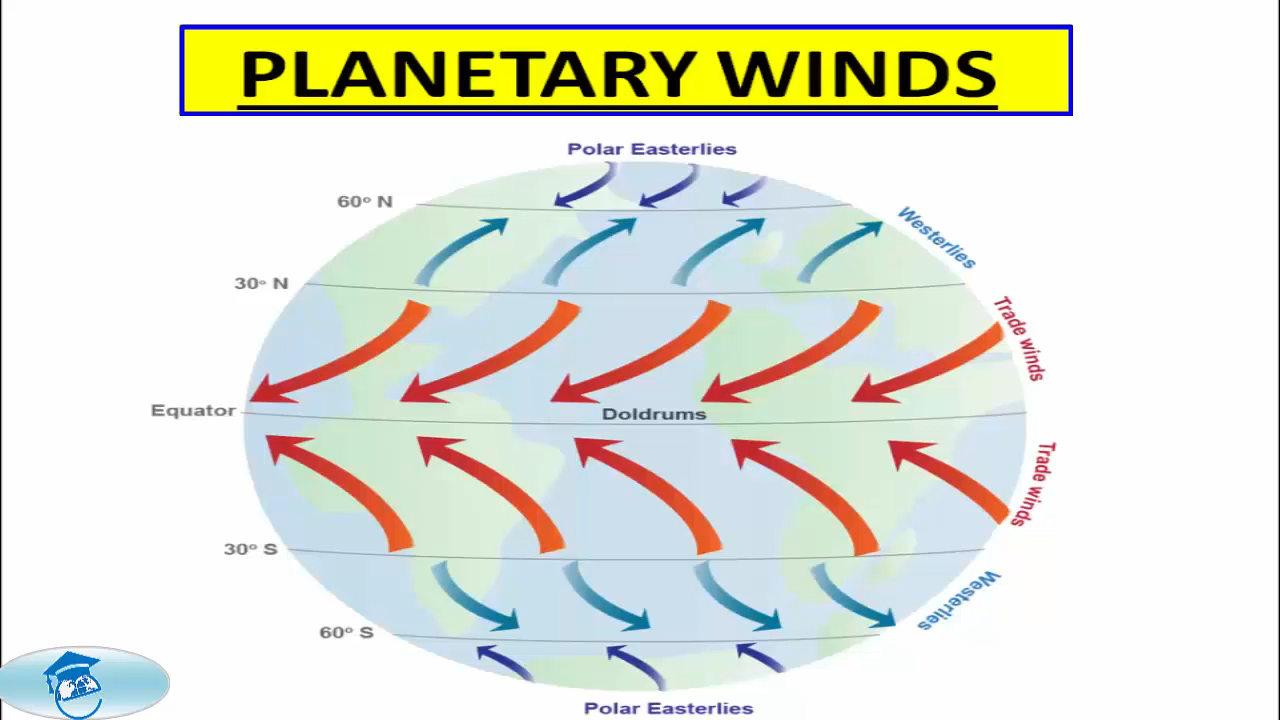 PLANETARY WINDS
Polar Easterlies
60° N
Westerlies
30° N
Trade winds
Equator
Doldrums
Trade winds
30° S
Westerlies
60° S
Polar Easterlies